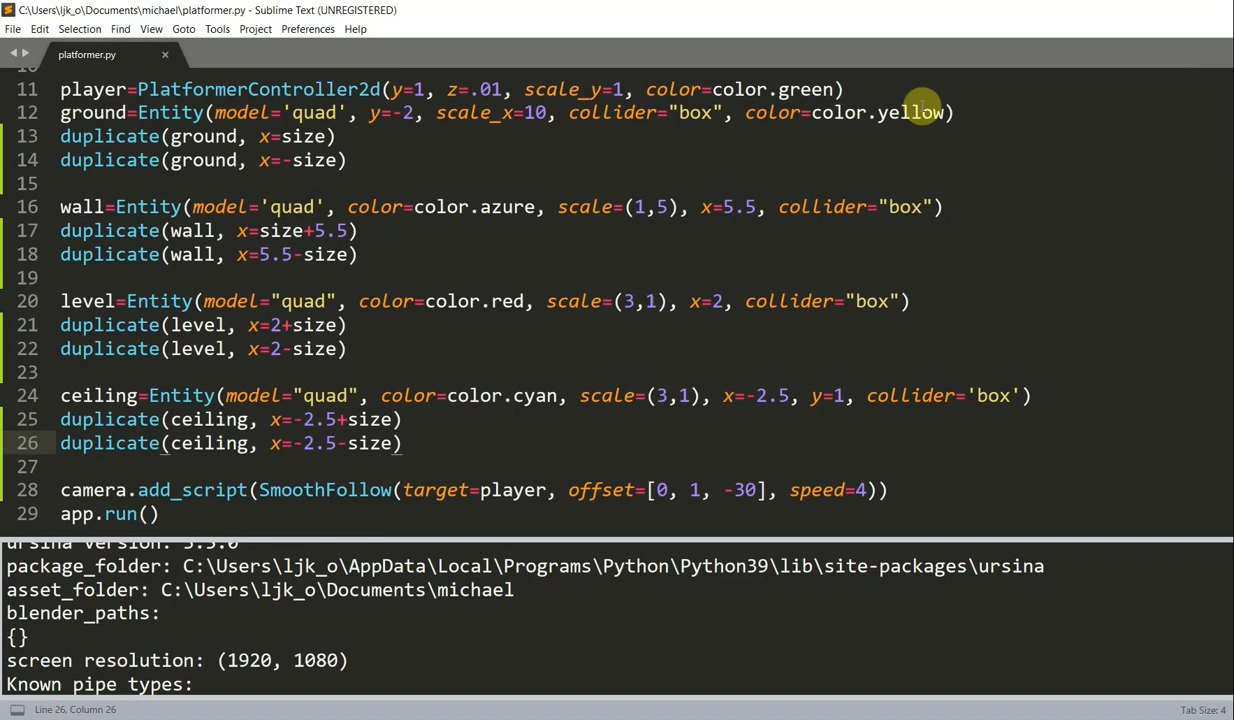 C:\Users\ljk_o\Documents\michael\platformer.py - Sublime Text (UNREGISTERED)
File Edit Selection Find View Goto Tools Project Preferences Help
platformer.py ×
10
11 player=PlatformerController2d(y=1, z=.01, scale_y=1, color=color.green)
12 ground=Entity(model='quad', y=-2, scale_x=10, collider="box", color=color.yellow)
13 duplicate(ground, x=size)
14 duplicate(ground, x=-size)
15
16 wall=Entity(model='quad', color=color.azure, scale=(1,5), x=5.5, collider="box")
17 duplicate(wall, x=size+5.5)
18 duplicate(wall, x=5.5-size)
19
20 level=Entity(model="quad", color=color.red, scale=(3,1), x=2, collider="box")
21 duplicate(level, x=2+size)
22 duplicate(level, x=2-size)
23
24 ceiling=Entity(model="quad", color=color.cyan, scale=(3,1), x=-2.5, y=1, collider='box')
25 duplicate(ceiling, x=-2.5+size)
26 duplicate(ceiling, x=-2.5-size)
27
28 camera.add_script(SmoothFollow(target=player, offset=[0, 1, -30], speed=4))
29 app.run()
ursina version: 3.3.0
package_folder: C:\Users\ljk_o\AppData\Local\Programs\Python\Python39\lib\site-packages\ursina
asset_folder: C:\Users\ljk_o\Documents\michael
blender_paths:
{}
screen resolution: (1920, 1080)
Known pipe types:
Line 26, Column 26 Tab Size: 4